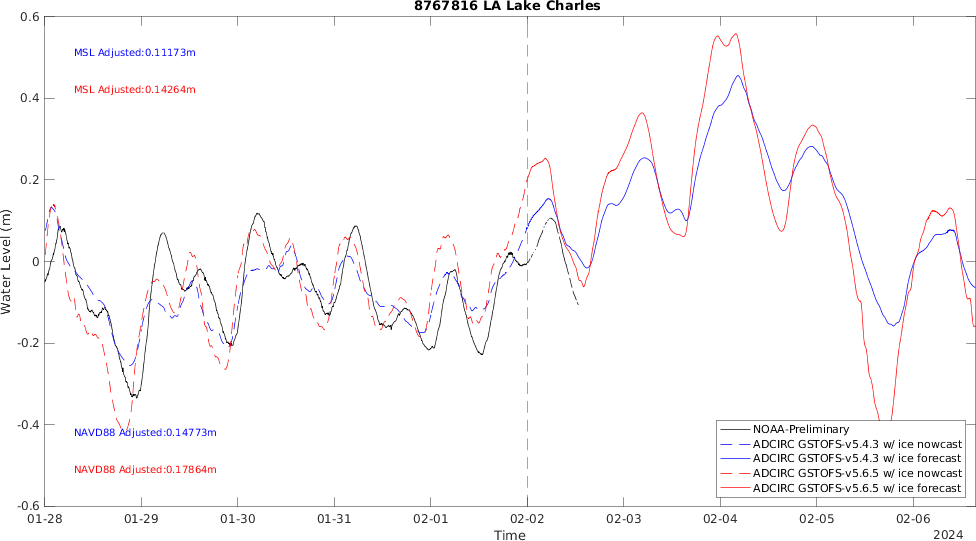 8767816 LA Lake Charles
0.6
MSL Adjusted:0.11173m
MSL Adjusted:0.14264m
0.4
0.2
0
-0.2
-0.4
-0.6
Water Level (m)
NAVD88 Adjusted:0.14773m
NAVD88 Adjusted:0.17864m
NOAA-Preliminary
ADCIRC GSTOFS-v5.4.3 w/ ice nowcast
ADCIRC GSTOFS-v5.4.3 w/ ice forecast
ADCIRC GSTOFS-v5.6.5 w/ ice nowcast
ADCIRC GSTOFS-v5.6.5 w/ ice forecast
01-28 01-29 01-30 01-31 02-01 02-02 02-03 02-04 02-05 02-06
Time
2024